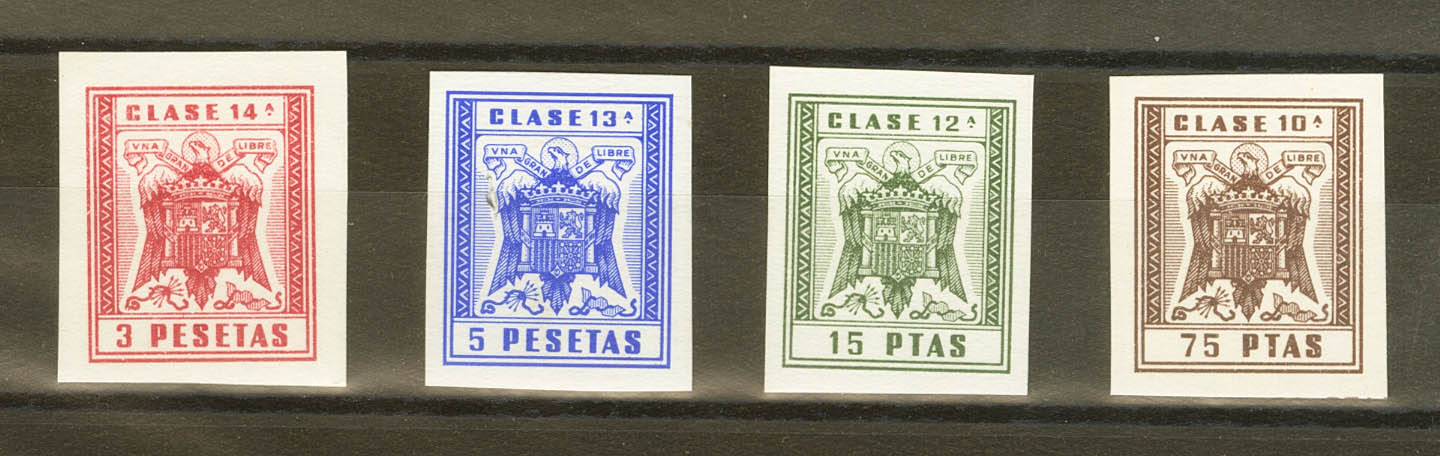 CLASE 14ª
VNA GRANDE LIBRE
3 PESETAS
CLASE 13ª
VNA GRANDE LIBRE
5 PESETAS
CLASE 12ª
VNA GRANDE LIBRE
15 PTAS
CLASE 10ª
VNA GRANDE LIBRE
75 PTAS